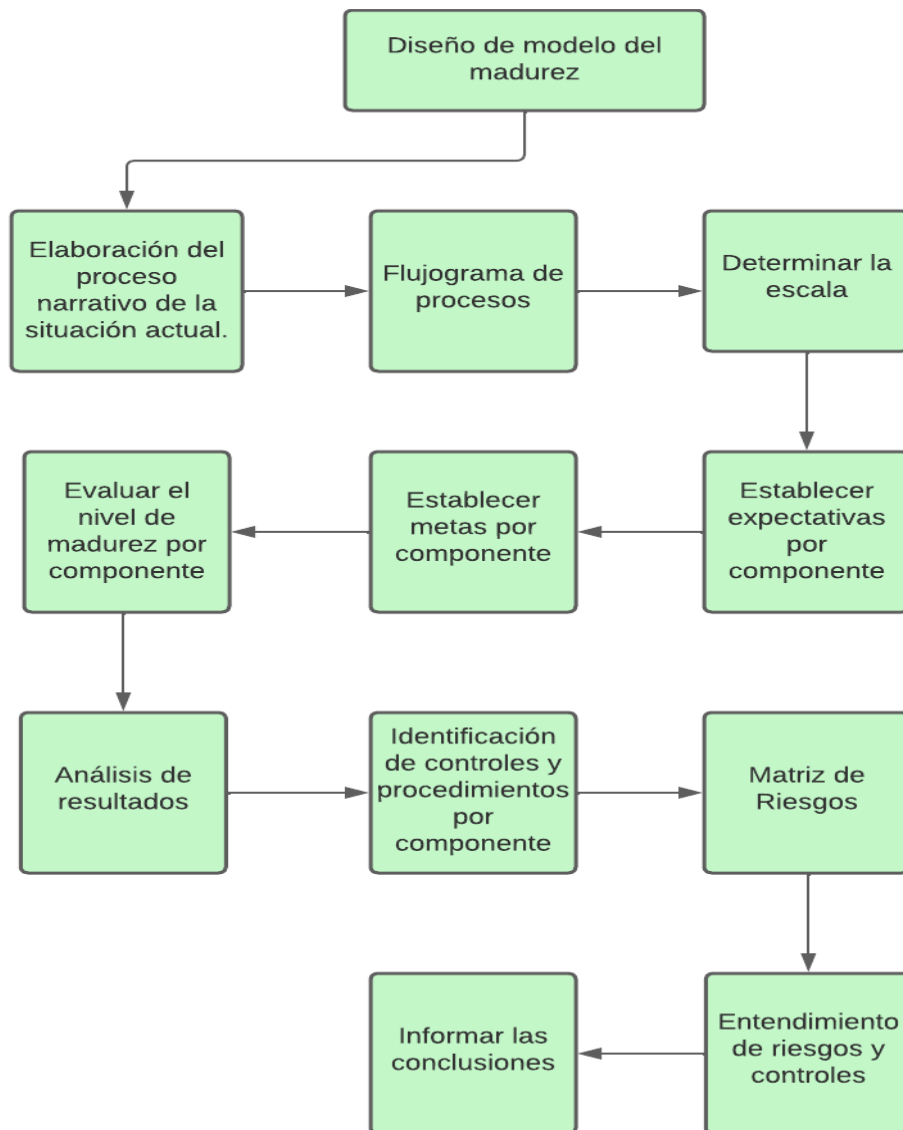 Diseño de modelo del
madurez
Elaboración del
proceso
narrativo de la
situación actual.
Flujograma de
procesos
Determinar la
escala
Establecer
expectativas
por
componente
Establecer
metas por
componente
Evaluar el
nivel de
madurez por
componente
Análisis de
resultados
Identificación
de controles y
procedimientos
por
componente
Matriz de
Riesgos
Entendimiento
de riesgos y
controles
Informar las
conclusiones